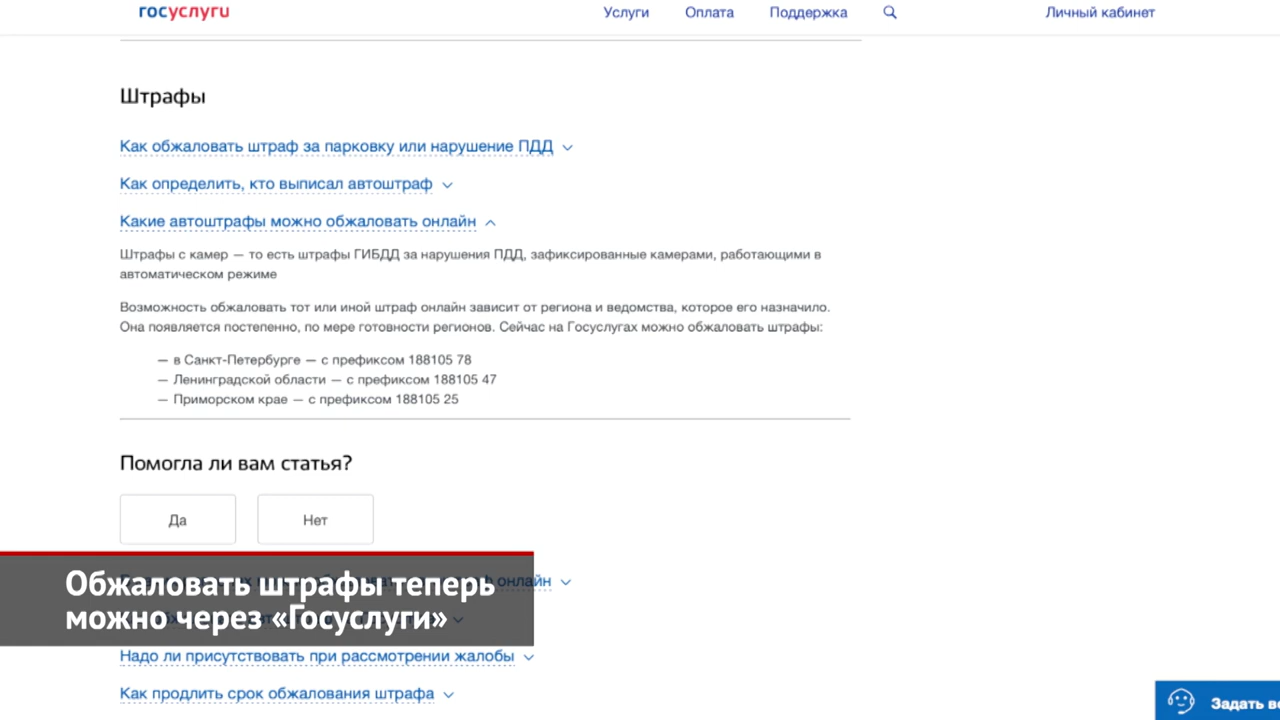 госуслуги
Услуги Оплата Поддержка Личный кабинет
Штрафы
Как обжаловать штраф за парковку или нарушение ПДД
Как определить, кто выписал автоштраф
Какие автоштрафы можно обжаловать онлайн
Штрафы с камер — то есть штрафы ГИБДД за нарушения ПДД, зафиксированные камерами, работающими в
автоматическом режиме
Возможность обжаловать тот или иной штраф онлайн зависит от региона и ведомства, которое его назначило.
Она появляется постепенно, по мере готовности регионов. Сейчас на Госуслугах можно обжаловать штрафы:
— в Санкт-Петербурге — с префиксом 188105 78
— Ленинградской области — с префиксом 188105 47
— Приморском крае — с префиксом 188105 25
Помогла ли вам статья?
Да Нет
онлайн
Обжаловать штрафы теперь
можно через «Госуслуги»
Надо ли присутствовать при рассмотрении жалобы
Как продлить срок обжалования штрафа
Задать